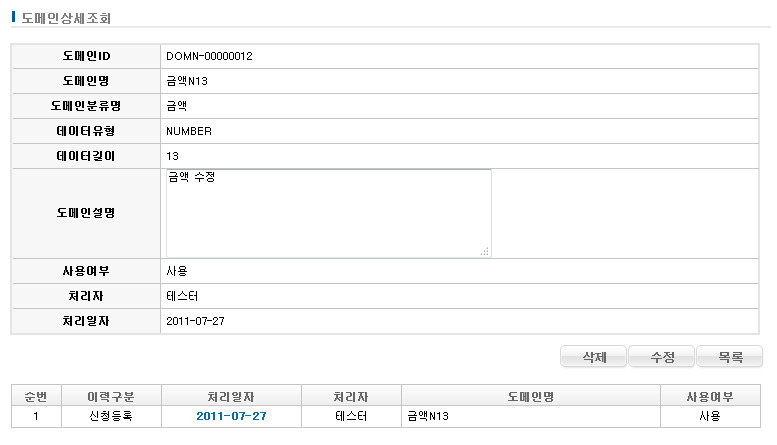 도메인상세조회
도메인ID DOMN-00000012
도메인명 금액N13
도메인분류명 금액
데이터유형 NUMBER
데이터길이 13
도메인설명 금액 수정
사용여부 사용
처리자 테스터
처리일자 2011-07-27
삭제 수정 목록
순번 이력구분 처리일자 처리자 도메인명 사용여부
1 신청등록 2011-07-27 테스터 금액N13 사용